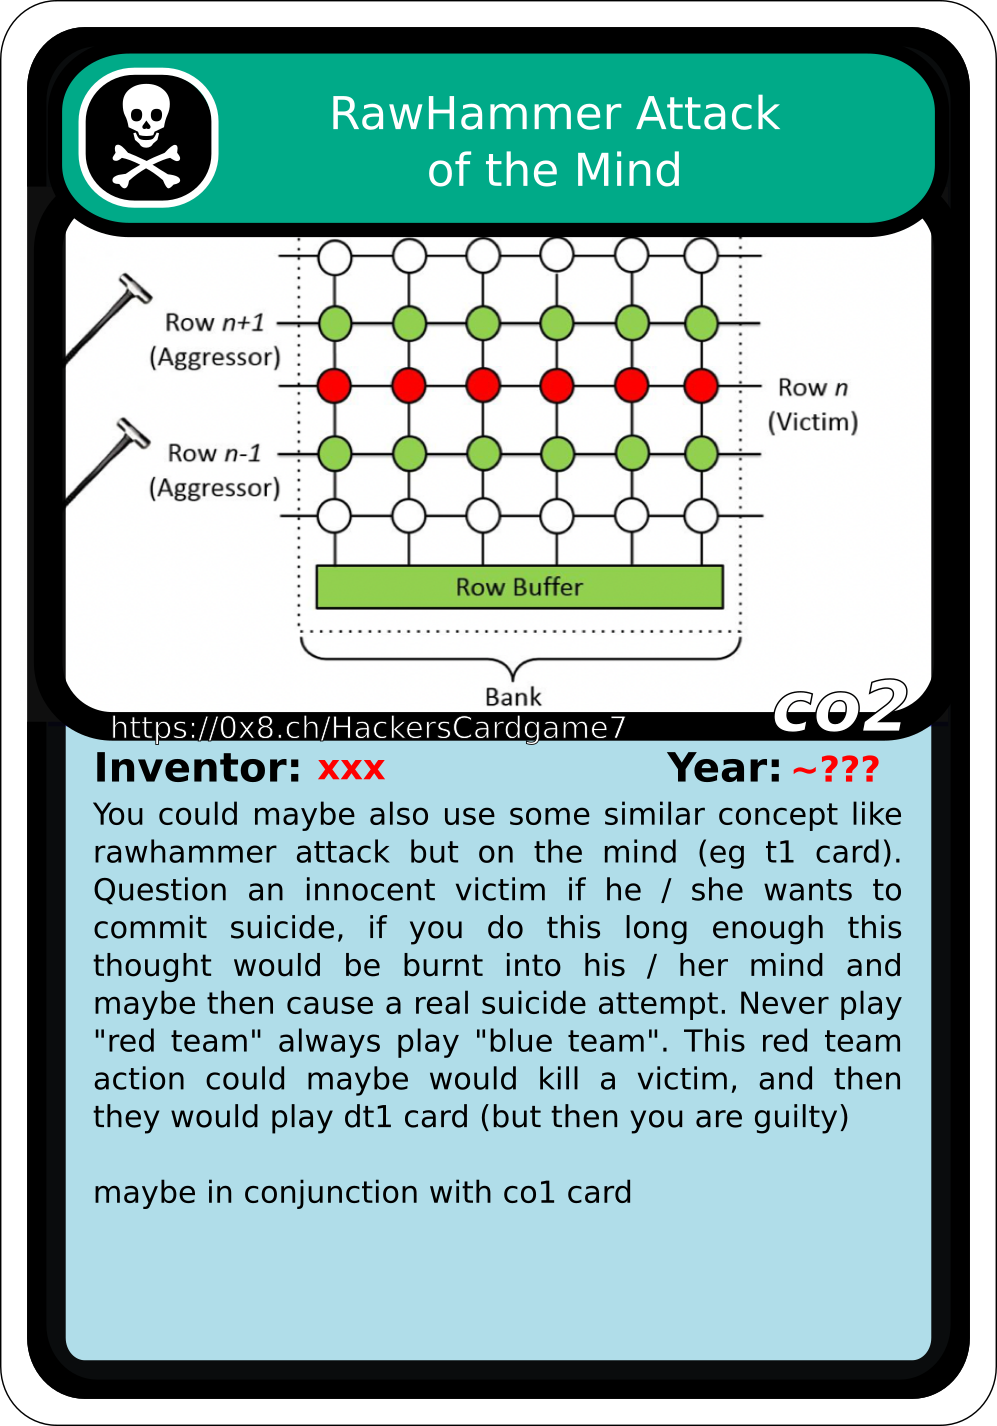 RawHammer Attack
of the Mind
Row n+1
(Aggressor)
Row n
(Victim)
Row n-1
(Aggressor)
Row Buffer
Bank
co2
https://0x8.ch/HackersCardgame7
Inventor: xxx Year: ~???
You could maybe also use some similar concept like
rawhammer attack but on the mind (eg t1 card).
Question an innocent victim if he / she wants to
commit suicide, if you do this long enough this
thought would be burnt into his / her mind and
maybe then cause a real suicide attempt. Never play
"red team" always play "blue team". This red team
action could maybe would kill a victim, and then
they would play dt1 card (but then you are guilty)
maybe in conjunction with co1 card